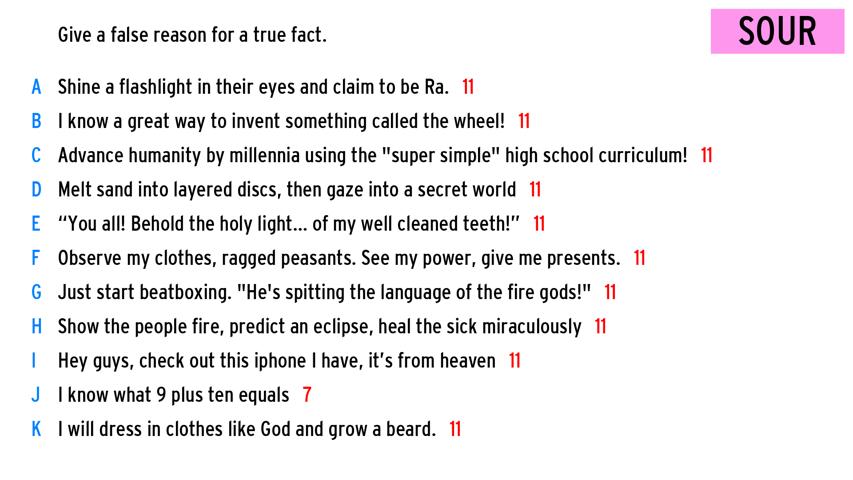 Give a false reason for a true fact.
SOUR
A Shine a flashlight in their eyes and claim to be Ra. 11
B I know a great way to invent something called the wheel! 11
C Advance humanity by millennia using the "super simple" high school curriculum! 11
D Melt sand into layered discs, then gaze into a secret world 11
E “You all! Behold the holy light... of my well cleaned teeth!” 11
F Observe my clothes, ragged peasants. See my power, give me presents. 11
G Just start beatboxing. "He's spitting the language of the fire gods!" 11
H Show the people fire, predict an eclipse, heal the sick miraculously 11
I Hey guys, check out this iphone I have, it’s from heaven 11
J I know what 9 plus ten equals 7
K I will dress in clothes like God and grow a beard. 11